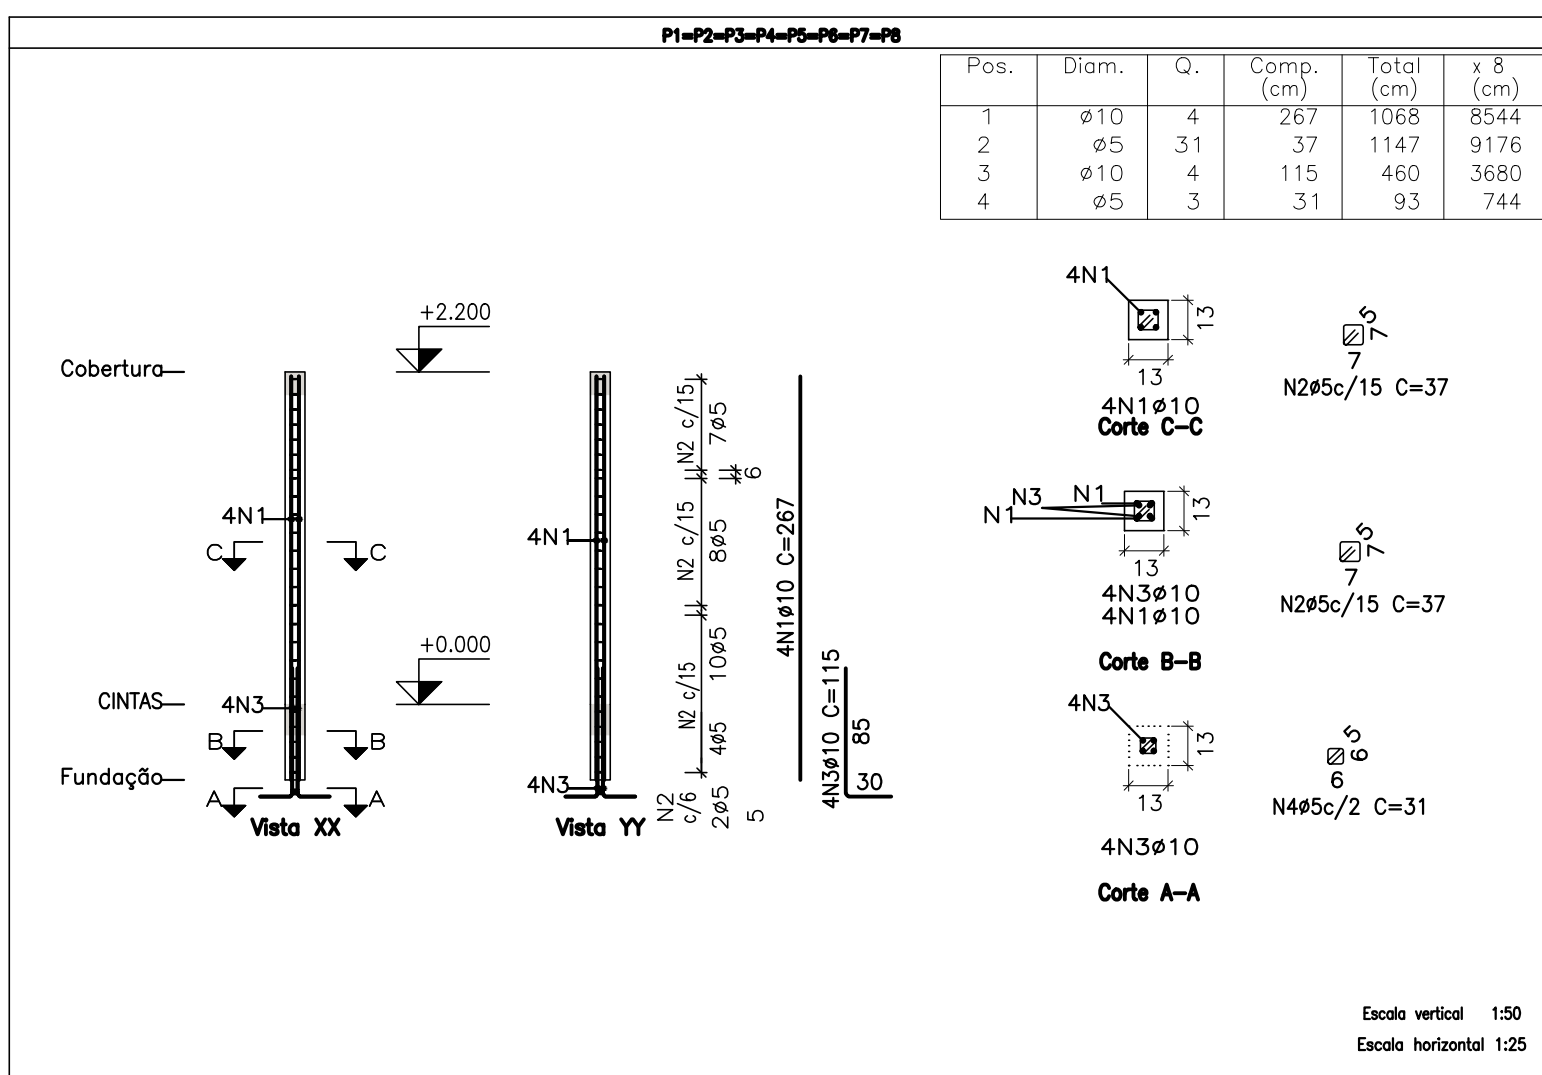 P1=P2=P3=P4=P5=P6=P7=P8
Pos. Diam. Q. Comp. (cm) Total (cm) x 8 (cm)
1 ø10 4 267 1068 8544
2 ø5 31 37 1147 9176
3 ø10 4 115 460 3680
4 ø5 3 31 93 744
Cobertura
+2.200
4N1
C C
+0.000
CINTAS
4N3
B B
Fundação
A A
Vista XX
4N1
4N3
Vista YY
N2 c/15
7ø5
6
N2 c/15
8ø5
N2 c/15
10ø5
4ø5
N2
c/6
2ø5
5
4N1ø10 C=267
4N3ø10 C=115
85
30
4N1
13
13
4N1ø10
Corte C-C
5
7
7
N2ø5c/15 C=37
N3 N1
N1
13
13
4N3ø10
4N1ø10
Corte B-B
5
7
7
N2ø5c/15 C=37
4N3
13
13
4N3ø10
Corte A-A
5
6
6
N4ø5c/2 C=31
Escala vertical 1:50
Escala horizontal 1:25